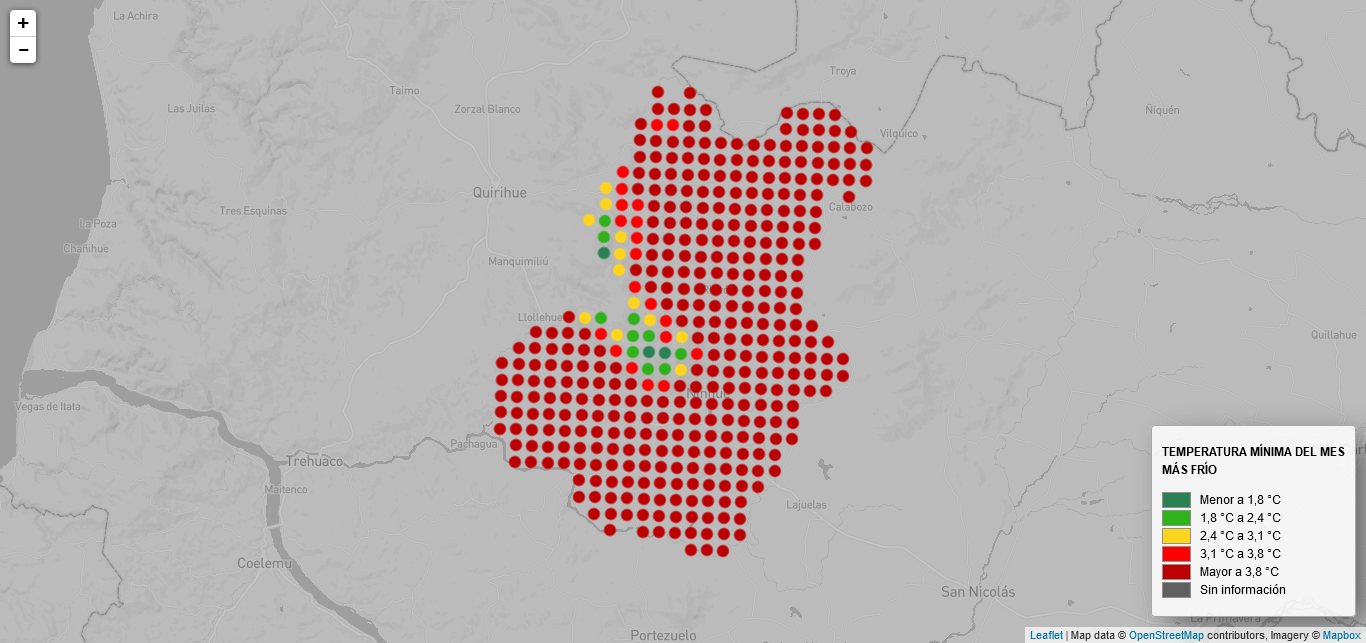 +
−
La Achira
Troya
Taimo
Las Juilas
Zorzal Blanco
Ñiquén
Vilquico
Quirihue
Tres Esquinas
Calabozo
La Poza
Chañihue
Manquimiliú
Llollehue
Quillahue
Ninhue
Vegas de Itata
Pachagua
Trehuaco
Maitenco
Lajuelas
Coelemu
San Nicolás
Portezuelo
La Primavera
TEMPERATURA MÍNIMA DEL MES
MÁS FRÍO
Menor a 1,8 °C
1,8 °C a 2,4 °C
2,4 °C a 3,1 °C
3,1 °C a 3,8 °C
Mayor a 3,8 °C
Sin información
Leaflet | Map data © OpenStreetMap contributors, Imagery © Mapbox